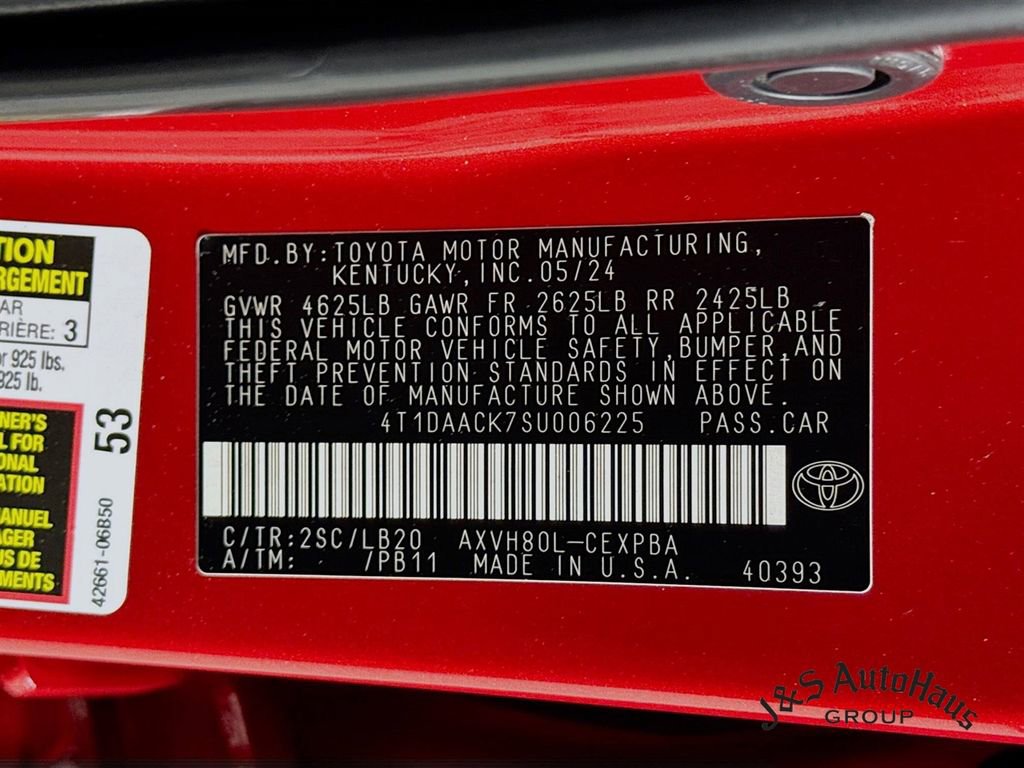 TION
RGEMENT
AR
RIÈRE: 3
r 925 lbs.
925 lb.
NER'S
L FOR
ONAL
ATION
ANUEL
AGER
US DE
EMENTS
53
42661-06B50
MFD.BY:TOYOTA MOTOR MANUFACTURING,
KENTUCKY,INC.05/24
GVWR 4625LB GAWR FR 2625LB RR 2425LB
THIS VEHICLE CONFORMS TO ALL APPLICABLE
FEDERAL MOTOR VEHICLE SAFETY,BUMPER,AND
THEFT PREVENTION STANDARDS IN EFFECT ON
THE DATE OF MANUFACTURE SHOWN ABOVE.
4T1DAACK7SU006225 PASS.CAR
C/TR:2SC/LB20 AXVH80L-CEXPBA
A/TM: 7PB11 MADE IN U.S.A. 40393
J&S AutoHaus
GROUP